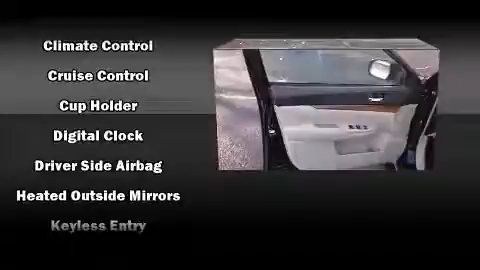 Climate Control
Cruise Control
Cup Holder
Digital Clock
Driver Side Airbag
Heated Outside Mirrors
Keyless Entry